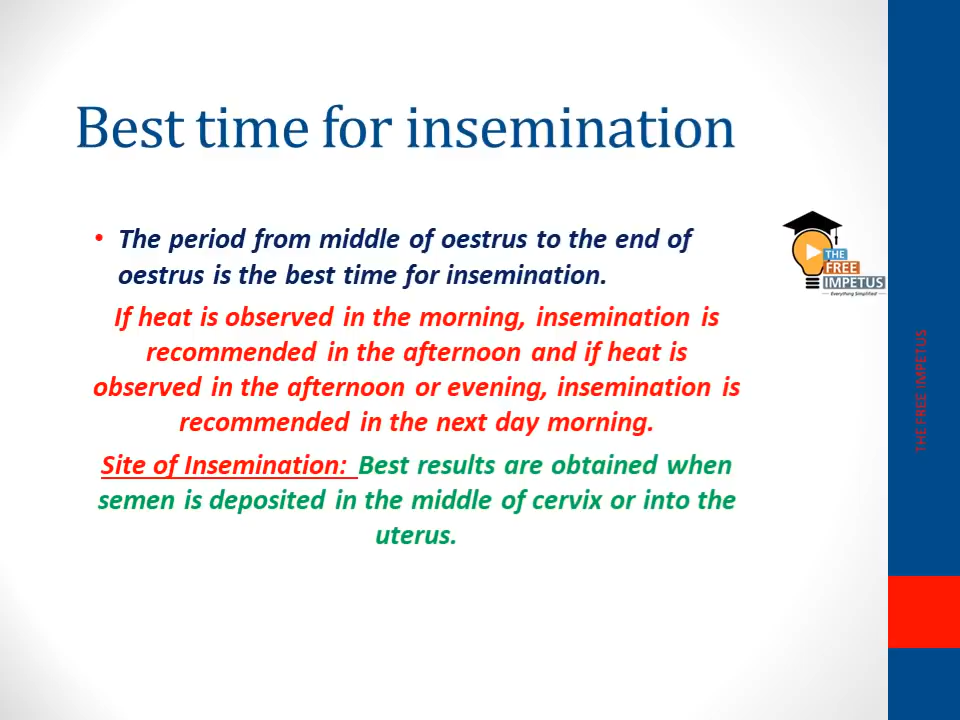 Best time for insemination
• The period from middle of oestrus to the end of
oestrus is the best time for insemination.
If heat is observed in the morning, insemination is
recommended in the afternoon and if heat is
observed in the afternoon or evening, insemination is
recommended in the next day morning.
Site of Insemination: Best results are obtained when
semen is deposited in the middle of cervix or into the
uterus.
THE
FREE
IMPETUS
Everything Simplified
THE FREE IMPETUS